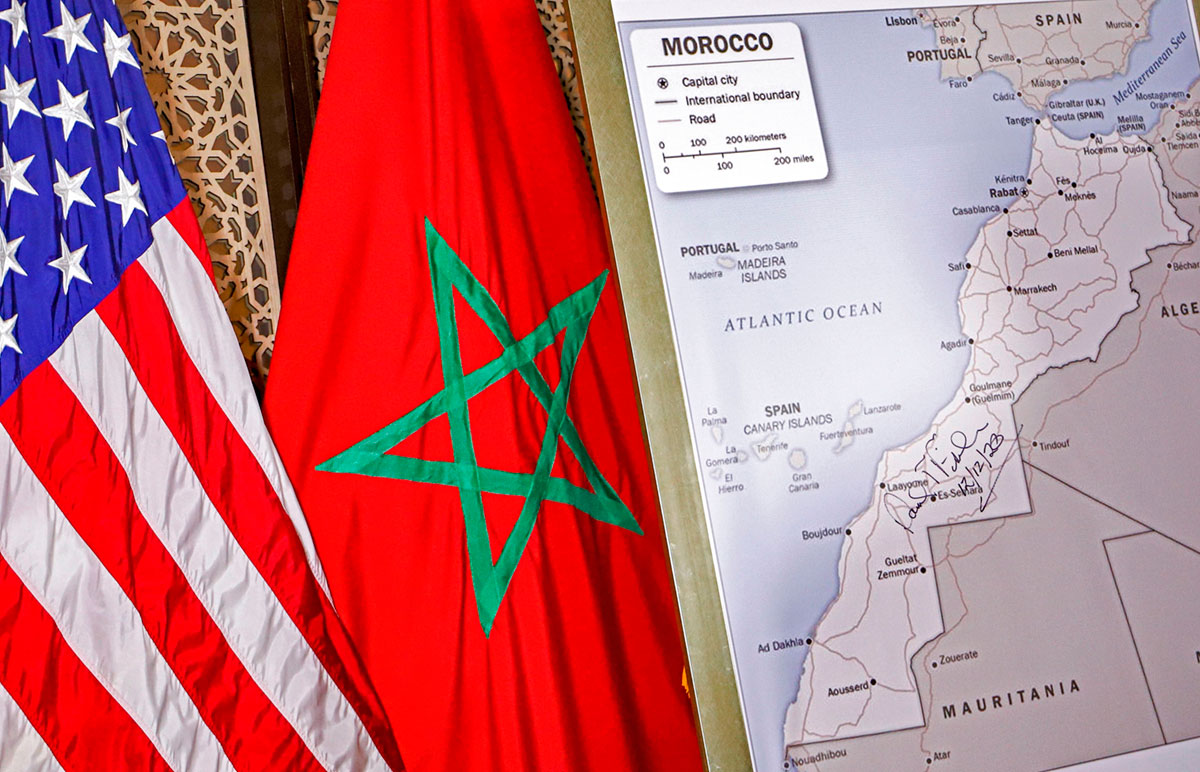 MOROCCO
Capital city
International boundary
Road
0 100 200 kilometers
0 100 200 miles
Lisbon
Évora
SPAIN
Murcia
Beja
PORTUGAL
Sevilla
Granada
Faro
Málaga
Cádiz
Mediterranean Sea
Gibraltar (U.K.)
Ceuta (SPAIN)
Tanger
Melilla
(SPAIN)
Mostaganem
Oran
Al
Hoceima
Oujda
Tlemcen
Kénitra
Fès
Rabat
Meknès
Naama
Casablanca
Settat
PORTUGAL
Porto Santo
Madeira
MADEIRA
ISLANDS
Safi
Beni Mellal
Marrakech
ATLANTIC OCEAN
Agadir
Goulmane
(Guelmim)
La
Palma
SPAIN
CANARY ISLANDS
Lanzarote
Fuerteventura
La
Gomera
Tenerife
El
Hierro
Gran
Canaria
Tindouf
Laayoune
Es-Semara
Boujdour
Gueltat
Zemmour
Ad Dakhla
Zouerate
Aousserd
MAURITANIA
Nouadhibou
Atar